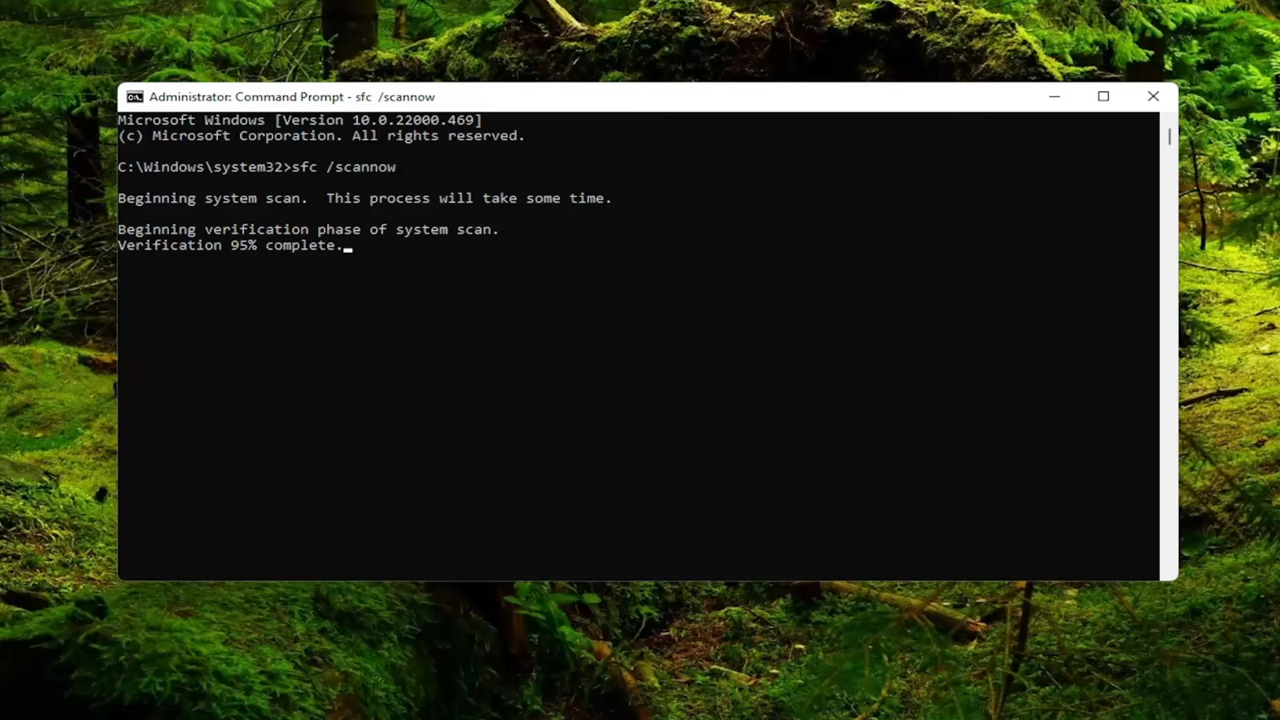 Administrator: Command Prompt - sfc  /scannow
Microsoft Windows [Version 10.0.22000.469]
(c) Microsoft Corporation. All rights reserved.
C:\Windows\system32>sfc /scannow
Beginning system scan.  This process will take some time.
Beginning verification phase of system scan.
Verification 95% complete.